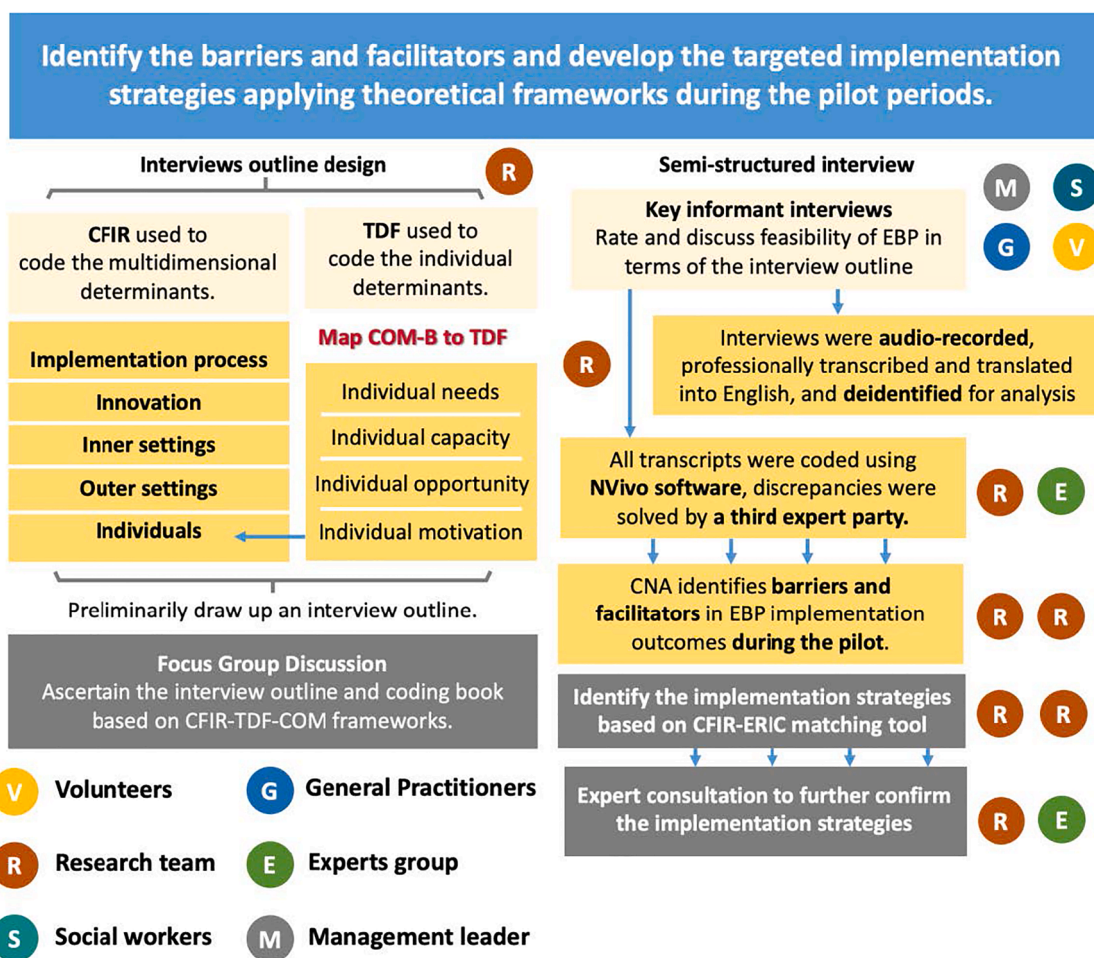 Identify the barriers and facilitators and develop the targeted implementation
strategies applying theoretical frameworks during the pilot periods.
Interviews outline design
R
CFIR used to
code the multidimensional
determinants.
TDF used to
code the individual
determinants.
Map COM-B to TDF
Implementation process
Innovation
Inner settings
Outer settings
Individuals
Individual needs
Individual capacity
Individual opportunity
Individual motivation
Preliminarily draw up an interview outline.
Focus Group Discussion
Ascertain the interview outline and coding book
based on CFIR-TDF-COM frameworks.
Semi-structured interview
M
S
G
V
Key informant interviews
Rate and discuss feasibility of EBP in
terms of the interview outline
R
Interviews were audio-recorded,
professionally transcribed and translated
into English, and deidentified for analysis
All transcripts were coded using
NVivo software, discrepancies were
solved by a third expert party.
R
E
CNA identifies barriers and
facilitators in EBP implementation
outcomes during the pilot.
R
R
Identify the implementation strategies
based on CFIR-ERIC matching tool
R
R
Expert consultation to further confirm
the implementation strategies
R
E
V Volunteers
G General Practitioners
R Research team
E Experts group
S Social workers
M Management leader